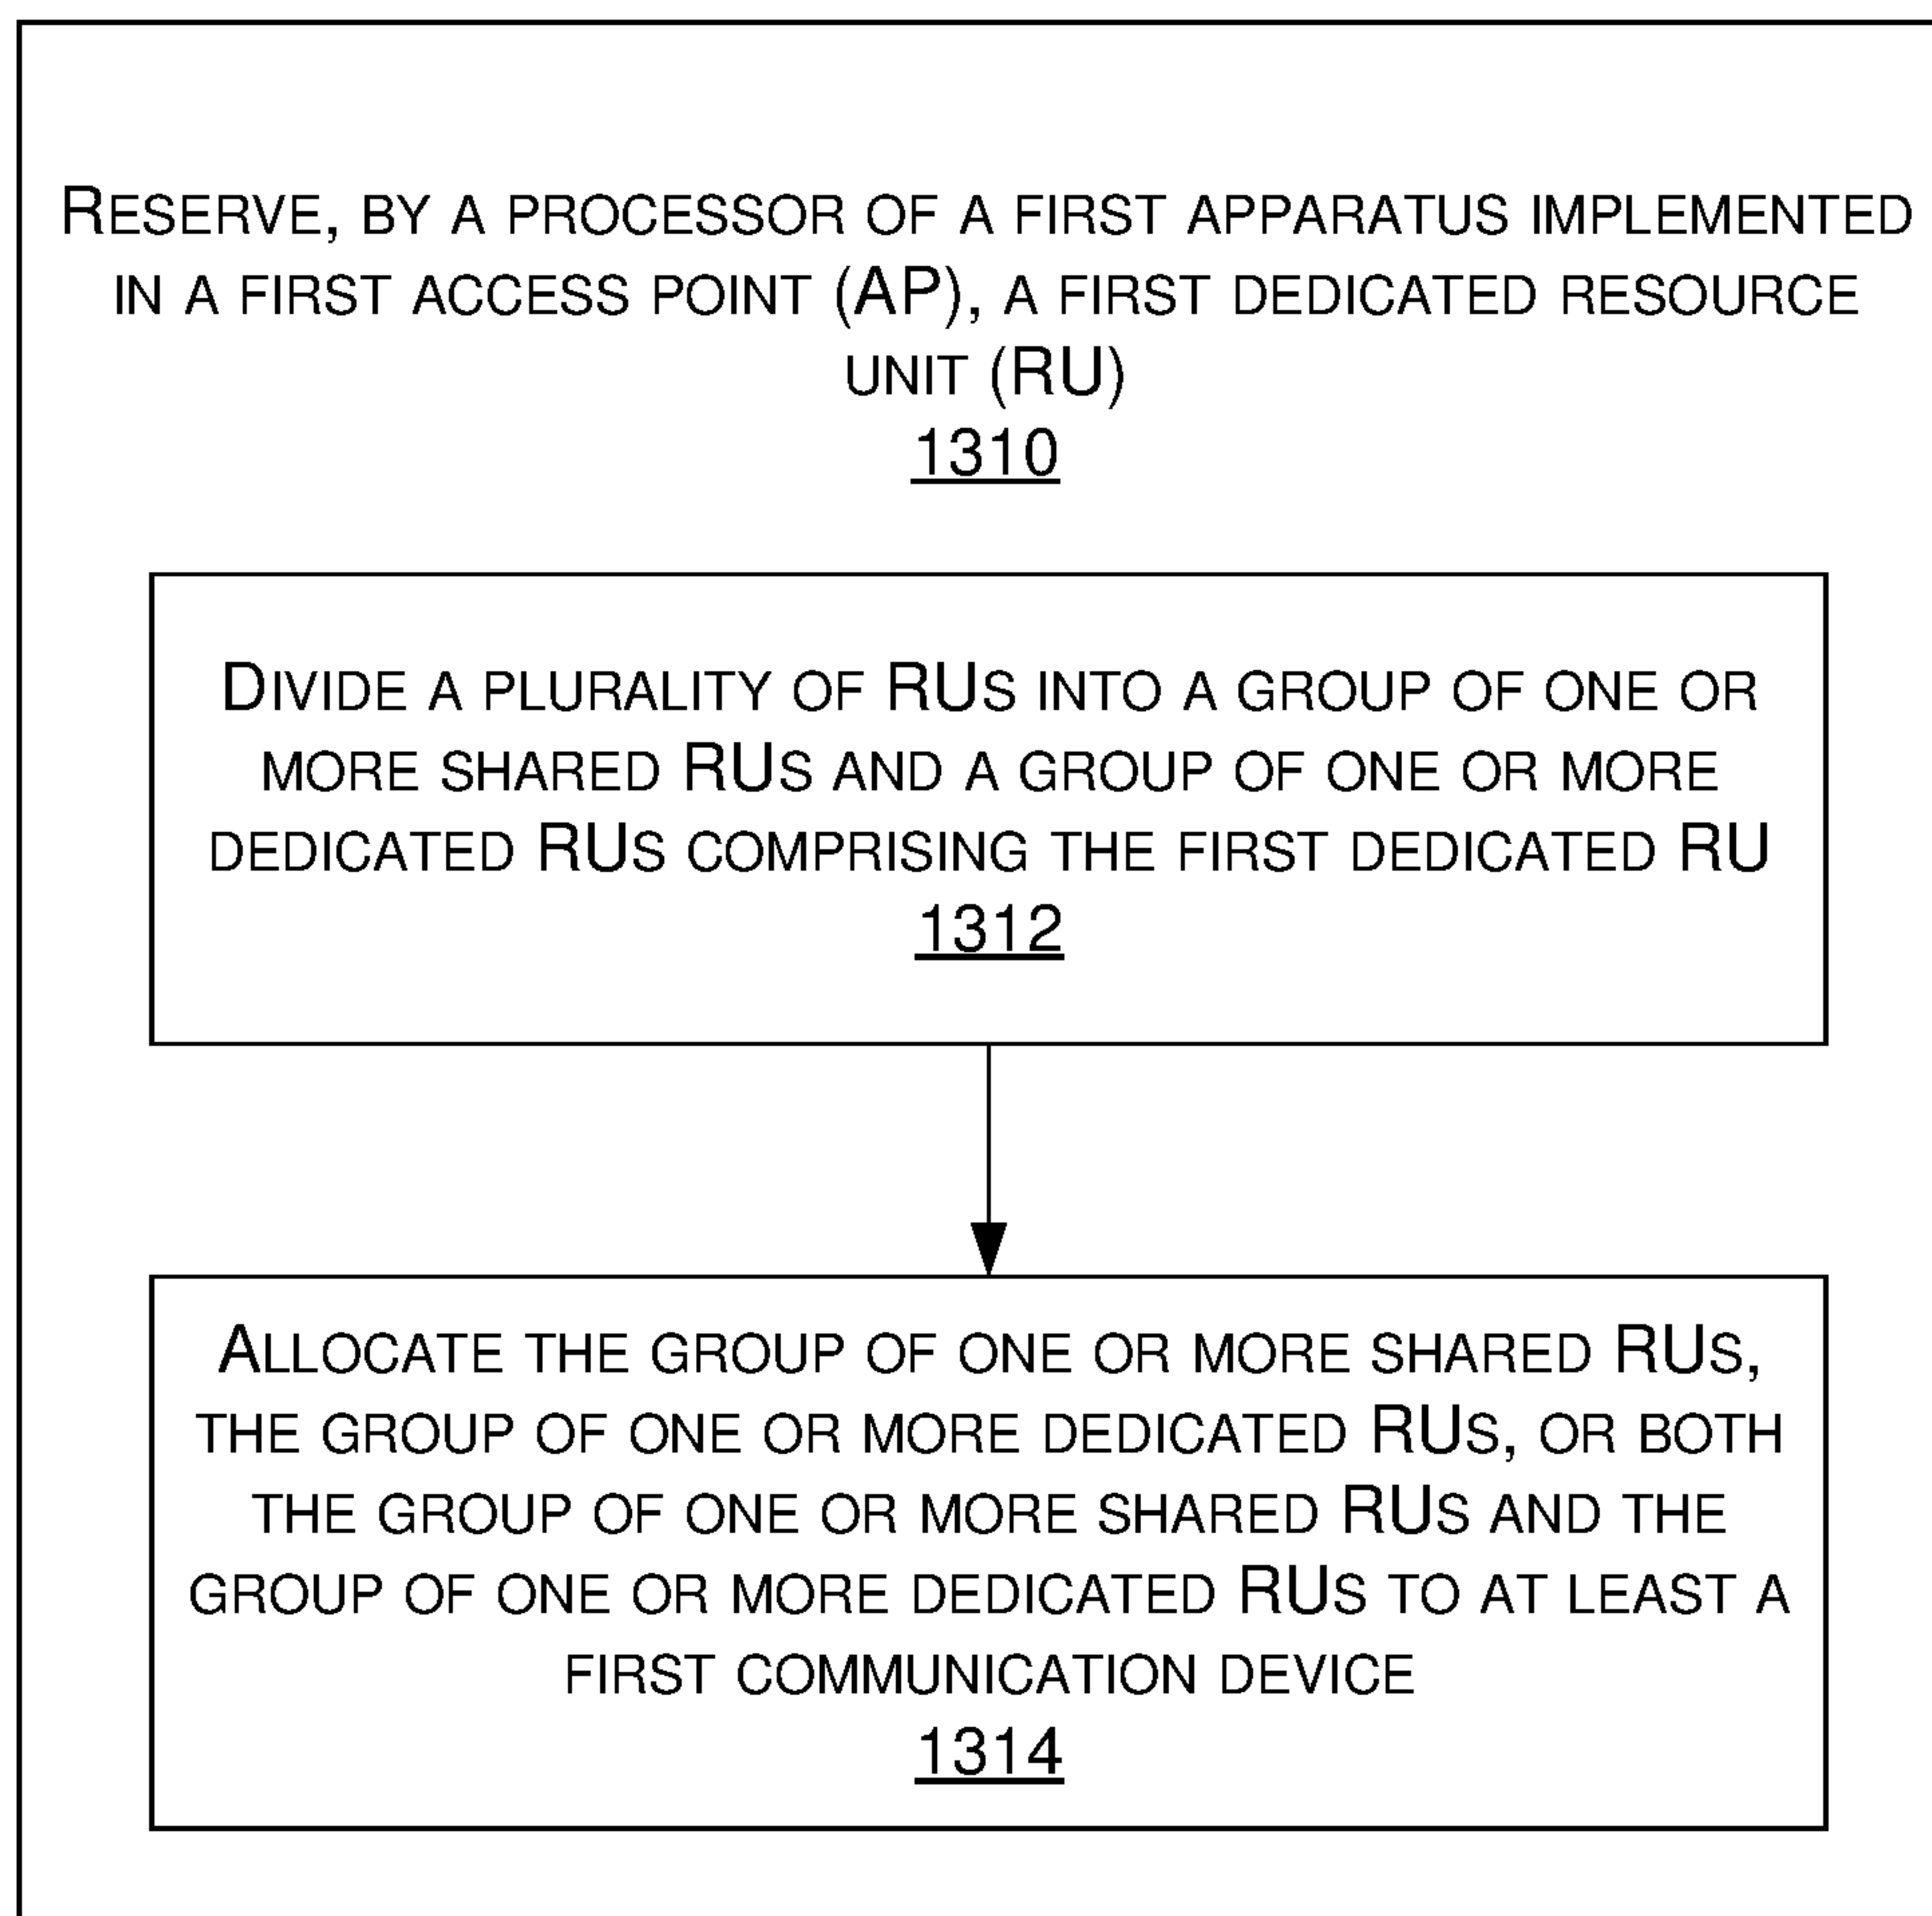 RESERVE, BY A PROCESSOR OF A FIRST APPARATUS IMPLEMENTED
IN A FIRST ACCESS POINT (AP), A FIRST DEDICATED RESOURCE
UNIT (RU)
1310
DIVIDE A PLURALITY OF RUS INTO A GROUP OF ONE OR
MORE SHARED RUS AND A GROUP OF ONE OR MORE
DEDICATED RUS COMPRISING THE FIRST DEDICATED RU
1312
ALLOCATE THE GROUP OF ONE OR MORE SHARED RUS,
THE GROUP OF ONE OR MORE DEDICATED RUS, OR BOTH
THE GROUP OF ONE OR MORE SHARED RUS AND THE
GROUP OF ONE OR MORE DEDICATED RUS TO AT LEAST A
FIRST COMMUNICATION DEVICE
1314